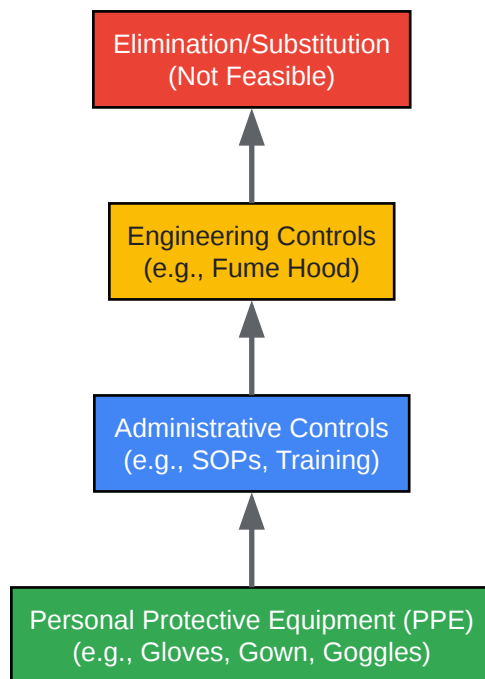 Elimination/Substitution
(Not Feasible)
Engineering Controls
(e.g., Fume Hood)
Administrative Controls
(e.g., SOPs, Training)
Personal Protective Equipment (PPE)
(e.g., Gloves, Gown, Goggles)